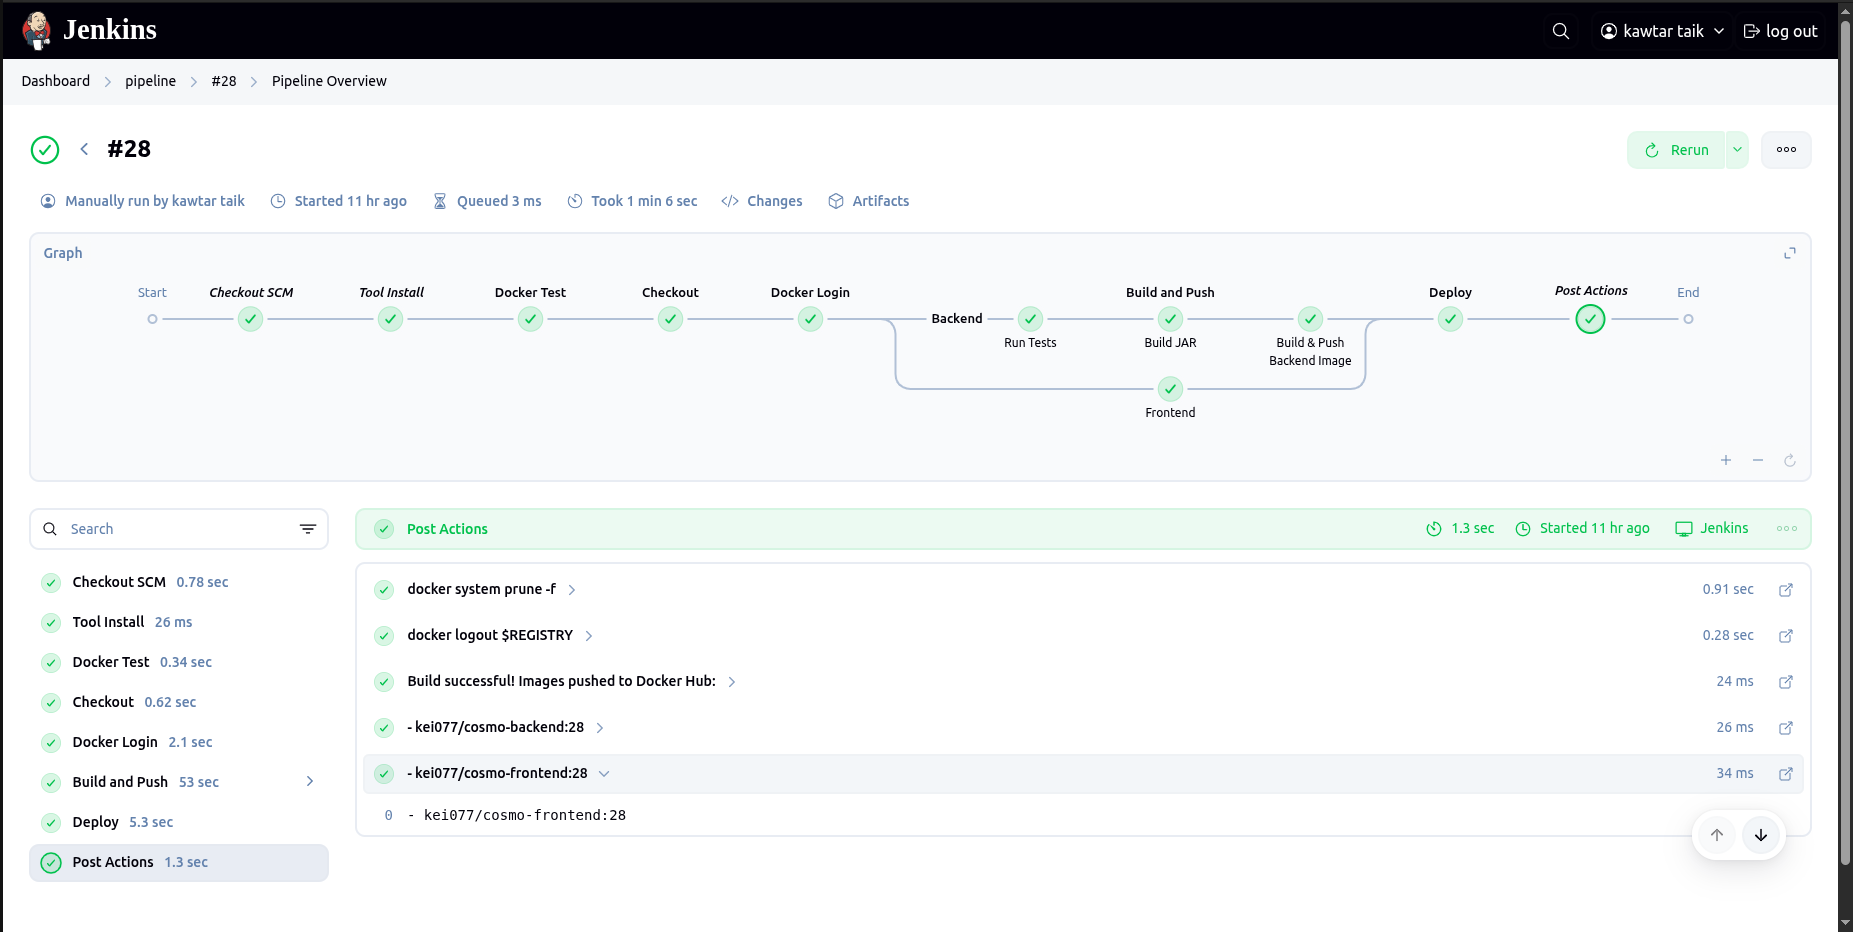 Jenkins
kawtar taik
log out
Dashboard
pipeline
#28
Pipeline Overview
#28
Rerun
Manually run by kawtar taik
Started 11 hr ago
Queued 3 ms
Took 1 min 6 sec
Changes
Artifacts
Graph
Start
Checkout SCM
Tool Install
Docker Test
Checkout
Docker Login
Build and Push
Deploy
Post Actions
End
Backend
Run Tests
Build JAR
Build & Push
Backend Image
Frontend
Search
Checkout SCM 0.78 sec
Tool Install 26 ms
Docker Test 0.34 sec
Checkout 0.62 sec
Docker Login 2.1 sec
Build and Push 53 sec
Deploy 5.3 sec
Post Actions 1.3 sec
Post Actions
1.3 sec
Started 11 hr ago
Jenkins
docker system prune -f
0.91 sec
docker logout $REGISTRY
0.28 sec
Build successful! Images pushed to Docker Hub:
24 ms
- kei077/cosmo-backend:28
26 ms
- kei077/cosmo-frontend:28
34 ms
0 - kei077/cosmo-frontend:28